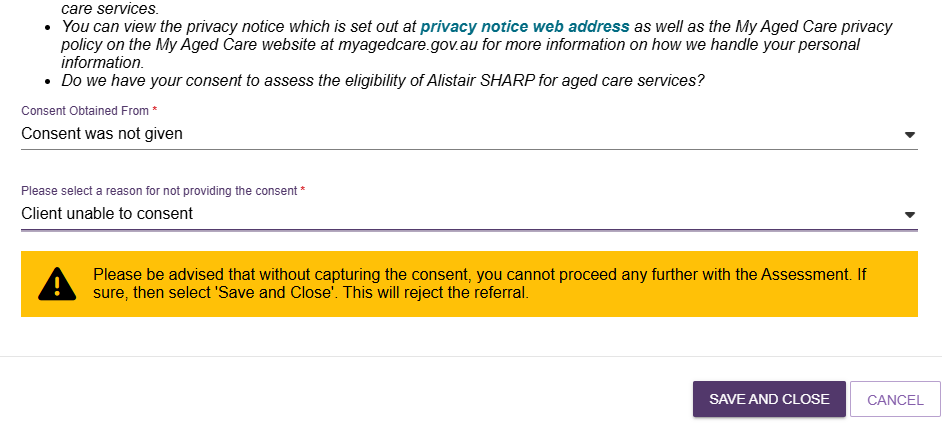 care services.
• You can view the privacy notice which is set out at privacy notice web address as well as the My Aged Care privacy
policy on the My Aged Care website at myagedcare.gov.au for more information on how we handle your personal
information.
• Do we have your consent to assess the eligibility of Alistair SHARP for aged care services?
Consent Obtained From *
Consent was not given
Please select a reason for not providing the consent *
Client unable to consent
Please be advised that without capturing the consent, you cannot proceed any further with the Assessment. If
sure, then select 'Save and Close'. This will reject the referral.
SAVE AND CLOSE
CANCEL